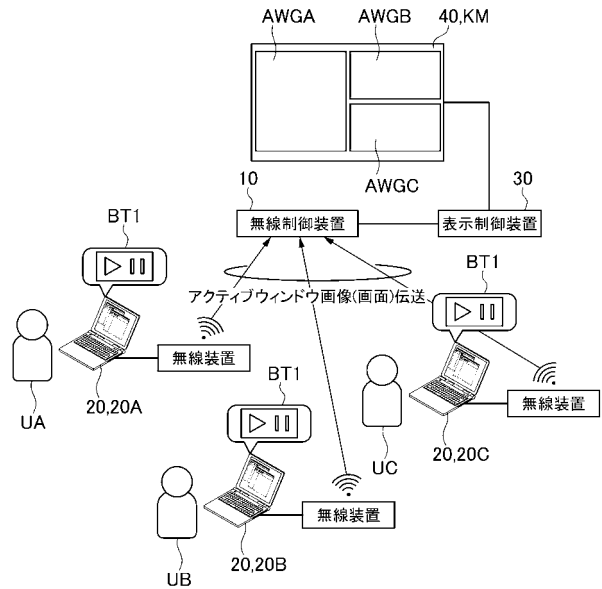 AWGA
AWGB
40,KM
AWGC
10
30
無線制御装置
表示制御装置
BT1
BT1
アクティブウィンドウ画像(画面)伝送
無線装置
BT1
無線装置
UA
20,20A
UC
20,20C
無線装置
UB
20,20B